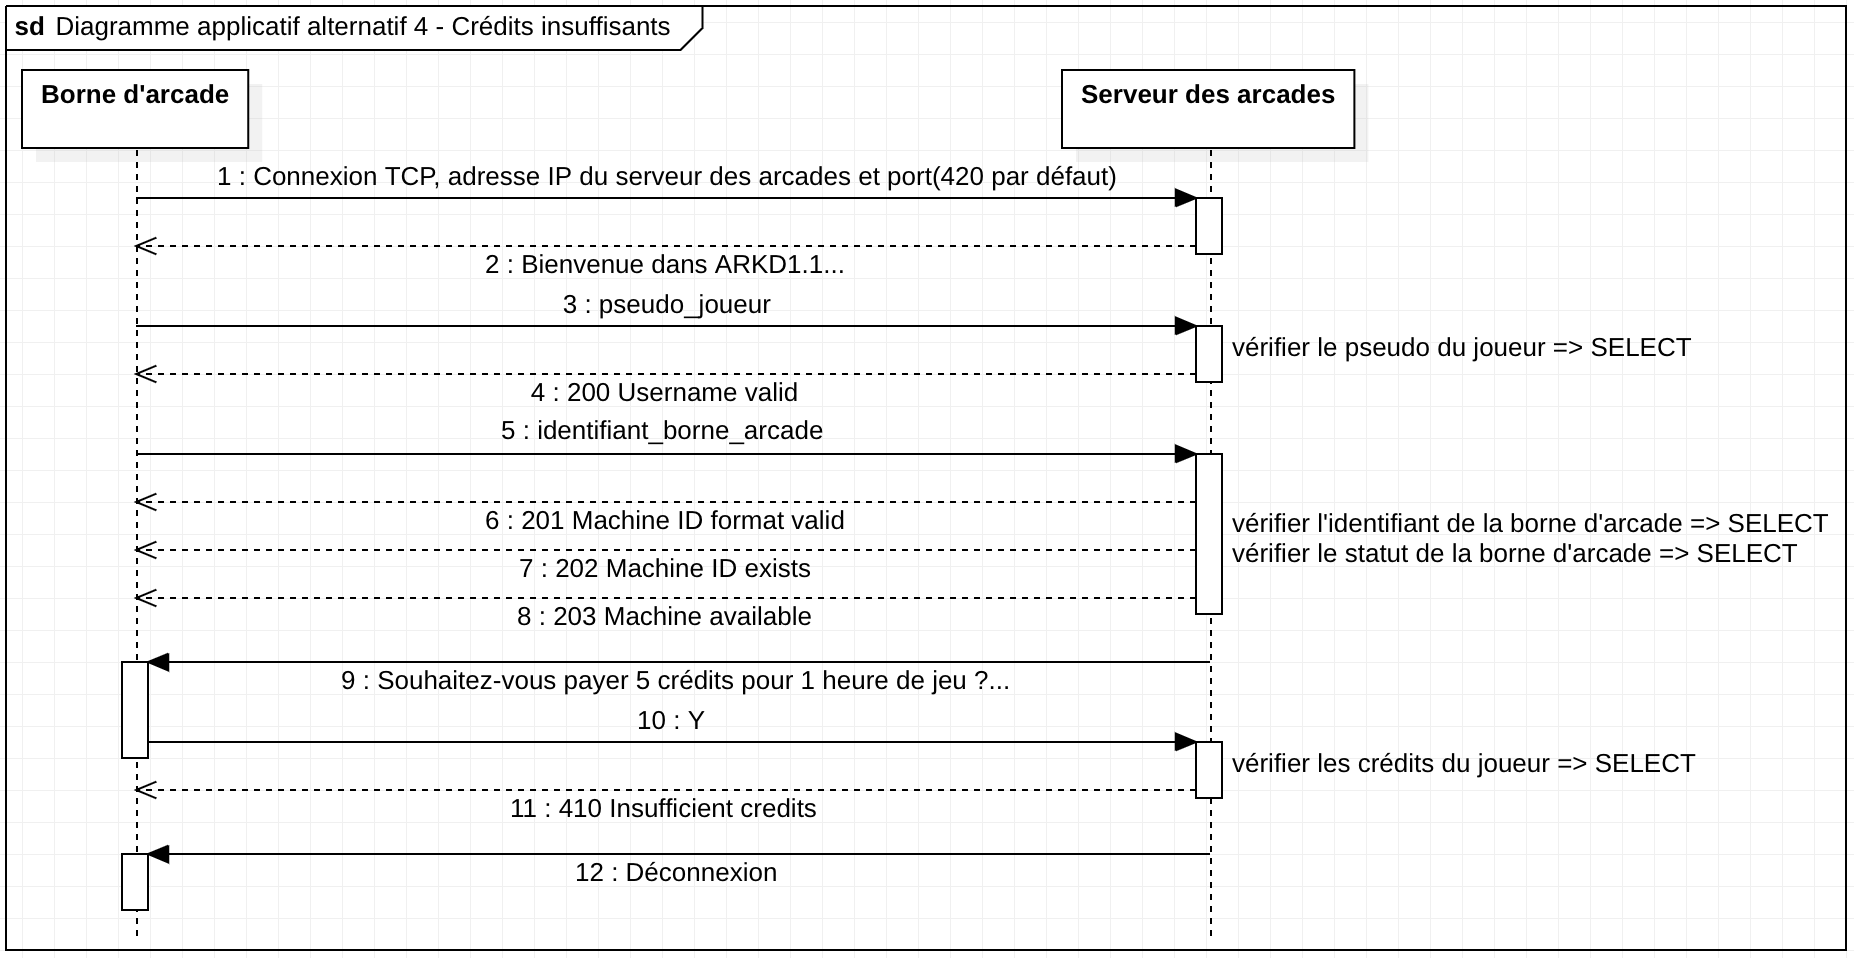 sd Diagramme applicatif alternatif 4 - Crédits insuffisants
Borne d'arcade
Serveur des arcades
1 : Connexion TCP, adresse IP du serveur des arcades et port(420 par défaut)
2 : Bienvenue dans ARKD1.1...
3 : pseudo_joueur
vérifier le pseudo du joueur => SELECT
4 : 200 Username valid
5 : identifiant_borne_arcade
6 : 201 Machine ID format valid
vérifier l'identifiant de la borne d'arcade => SELECT
vérifier le statut de la borne d'arcade => SELECT
7 : 202 Machine ID exists
8 : 203 Machine available
9 : Souhaitez-vous payer 5 crédits pour 1 heure de jeu ?...
10 : Y
vérifier les crédits du joueur => SELECT
11 : 410 Insufficient credits
12 : Déconnexion